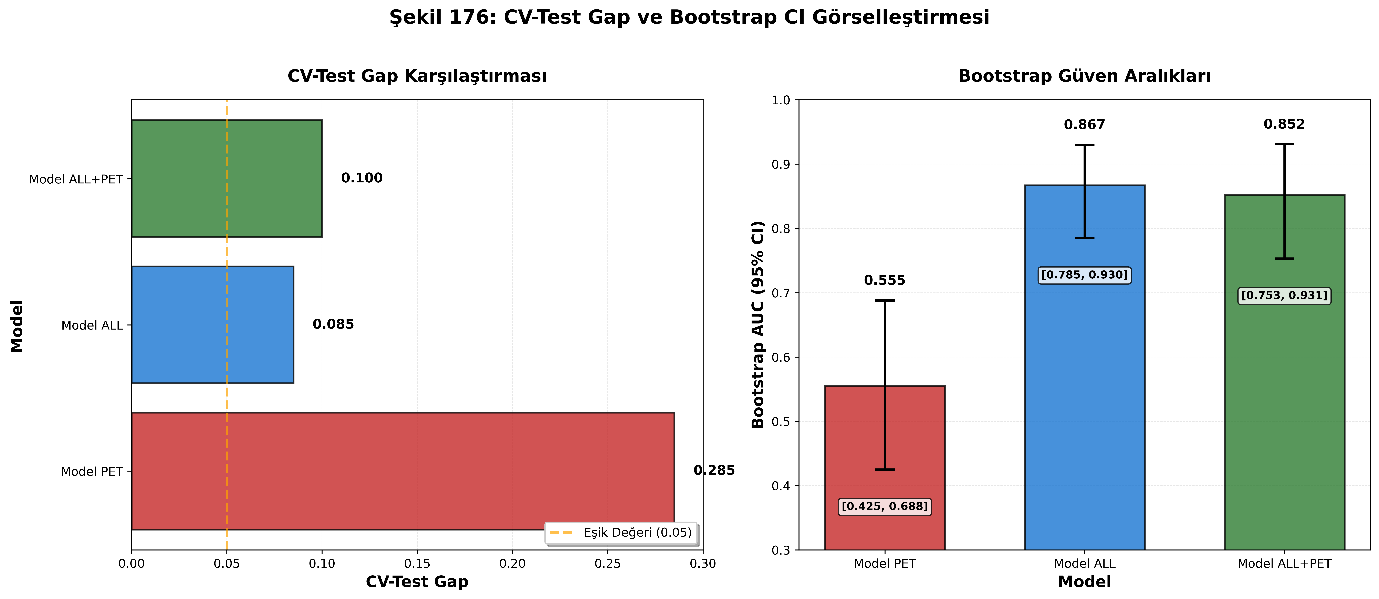 Şekil 176: CV-Test Gap ve Bootstrap CI Görselleştirmesi
CV-Test Gap Karşılaştırması
Model
Model ALL+PET
0.100
Model ALL
0.085
Model PET
0.285
Eşik Değeri (0.05)
0.00 0.05 0.10 0.15 0.20 0.25 0.30
CV-Test Gap
Bootstrap Güven Aralıkları
Bootstrap AUC (95% CI)
1.0
0.9
0.8
0.7
0.6
0.5
0.4
0.3
0.555
[0.425, 0.688]
0.867
[0.785, 0.930]
0.852
[0.753, 0.931]
Model PET Model ALL Model ALL+PET
Model